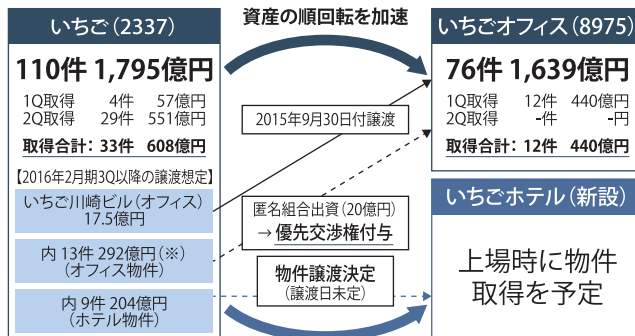 資産の順回転を加速
いちご(2337)
110件 1,795億円
1Q取得 4件 57億円
2Q取得 29件 551億円
取得合計: 33件 608億円
【2016年2月期3Q以降の譲渡想定】
いちご川崎ビル(オフィス)
17.5億円
内 13件 292億円(※)
(オフィス物件)
内 9件 204億円
(ホテル物件)
2015年9月30日付譲渡
匿名組合出資(20億円)
→ 優先交渉権付与
物件譲渡決定
(譲渡日未定)
いちごオフィス(8975)
76件 1,639億円
1Q取得 12件 440億円
2Q取得 -件 -円
取得合計: 12件 440億円
いちごホテル(新設)
上場時に物件
取得を予定